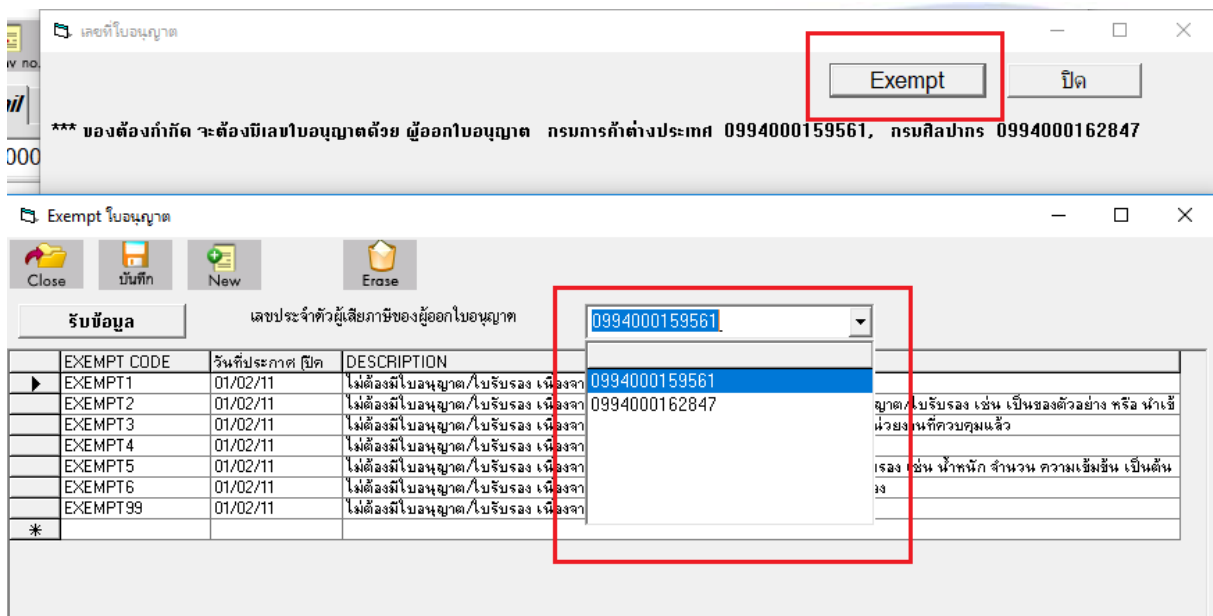 เลขที่ใบอนุญาต
v no.
Exempt
ปิด
il
*** ของต้องกำกัด จะต้องมีเลขใบอนุญาตด้วย ผู้ออกใบอนุญาต กรมการค้าต่างประเทศ 0994000159561, กรมศิลปากร 0994000162847
000
Exempt ใบอนุญาต
Close
บันทึก
New
Erase
รับข้อมูล
เลขประจำตัวผู้เสียภาษีของผู้ออกใบอนุญาต
0994000159561
EXEMPT CODE วันที่ประกาศ (ปิด DESCRIPTION
EXEMPT1 01/02/11 ไม่ต้องมีใบอนุญาต/ใบรับรอง เนื่องจา 0994000159561
EXEMPT2 01/02/11 ไม่ต้องมีใบอนุญาต/ใบรับรอง เนื่องจา 0994000162847 ญาต/ใบรับรอง เช่น เป็นของตัวอย่าง หรือ นำเข้
EXEMPT3 01/02/11 ไม่ต้องมีใบอนุญาต/ใบรับรอง เนื่องจา น่วยงานที่ควบคุมแล้ว
EXEMPT4 01/02/11 ไม่ต้องมีใบอนุญาต/ใบรับรอง เนื่องจา
EXEMPT5 01/02/11 ไม่ต้องมีใบอนุญาต/ใบรับรอง เนื่องจา รอง เช่น น้ำหนัก จำนวน ความเข้มข้น เป็นต้น
EXEMPT6 01/02/11 ไม่ต้องมีใบอนุญาต/ใบรับรอง เนื่องจา อง
EXEMPT99 01/02/11 ไม่ต้องมีใบอนุญาต/ใบรับรอง เนื่องจา